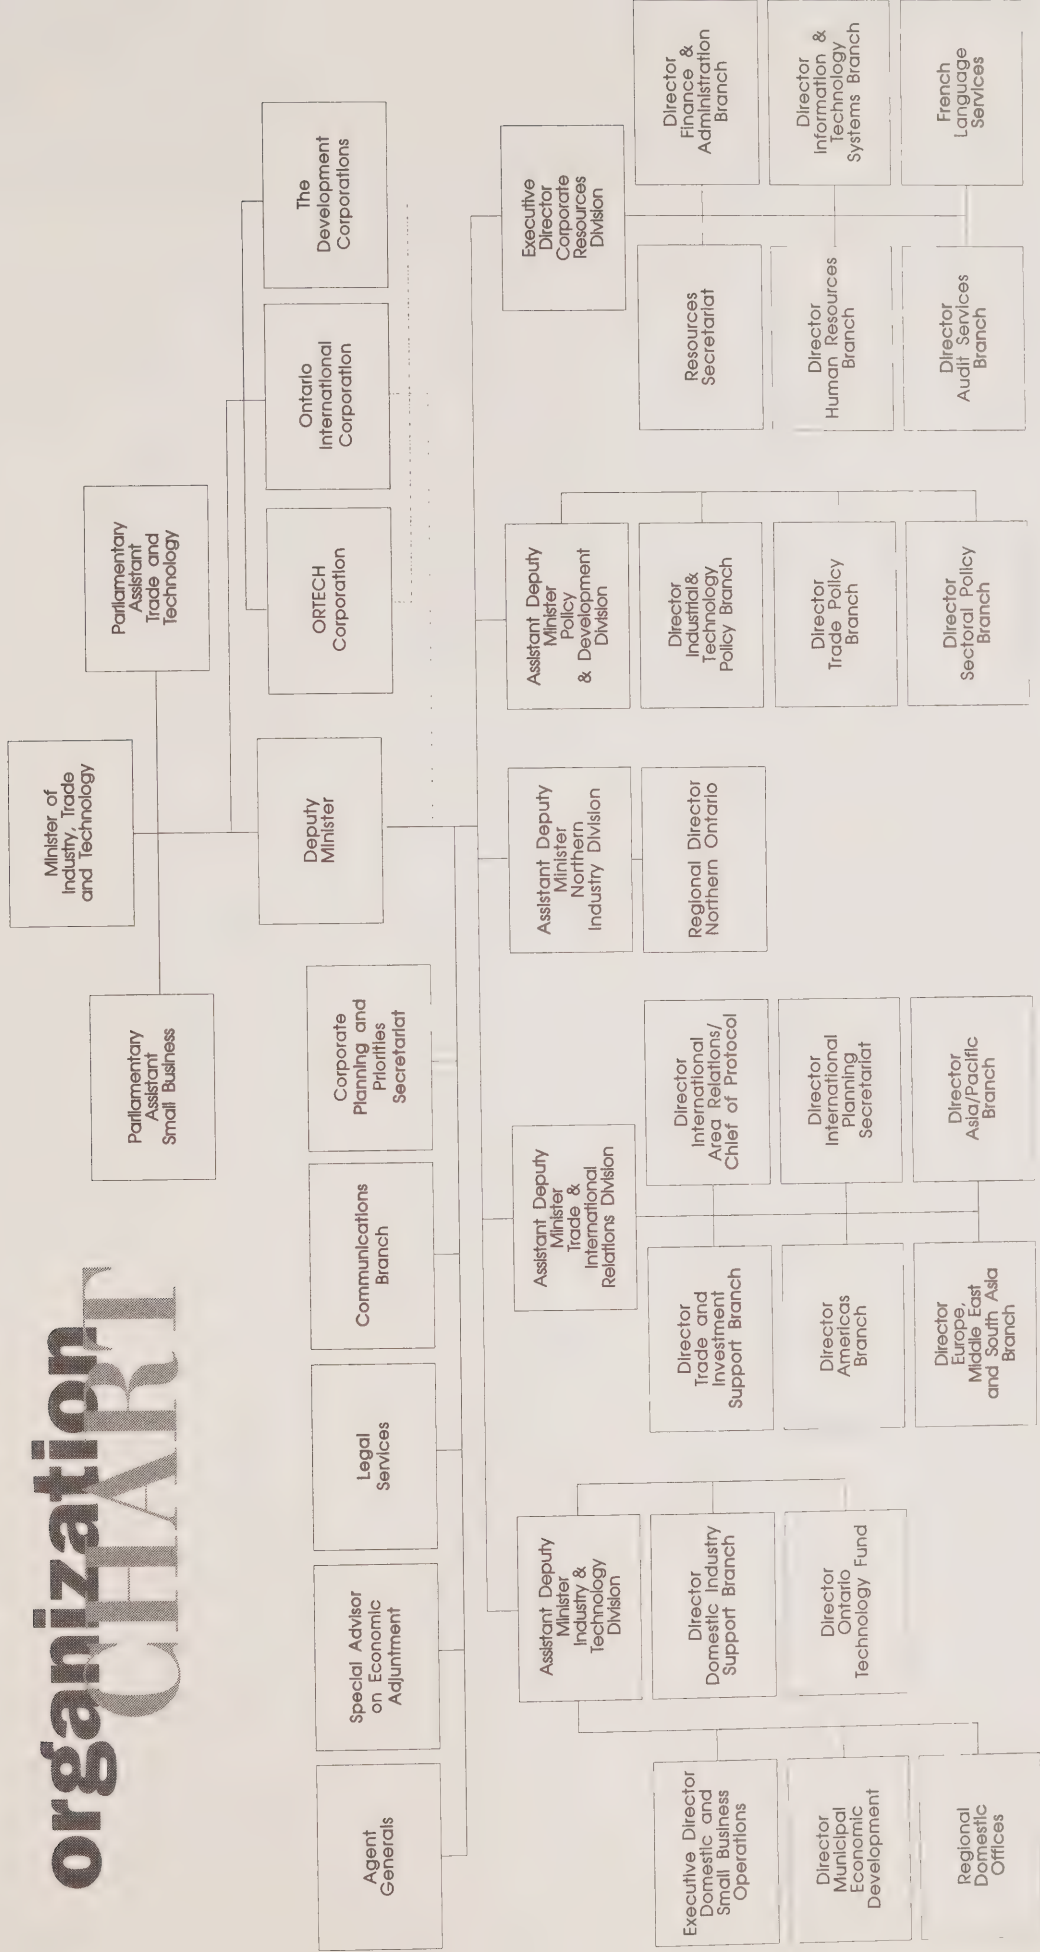 organization
CHART
Minister of
Industry, Trade
and Technology
Parliamentary
Assistant
Small Business
Parliamentary
Assistant
Trade and
Technology
Deputy
Minister
ORTECH
Corporation
Ontario
International
Corporation
The
Development
Corporations
Agent
Generals
Special Advisor
on Economic
Adjuntment
Legal
Services
Communications
Branch
Corporate
Planning and
Priorities
Secretariat
Assistant Deputy
Minister
Industry &
Technology
Division
Executive Director
Domestic and
Small Business
Operations
Director
Municipal
Economic
Development
Regional
Domestic
Offices
Director
Domestic Industry
Support Branch
Director
Ontario
Technology Fund
Assistant Deputy
Minister
Trade &
International
Relations Division
Director
Trade and
Investment
Support Branch
Director
Americas
Branch
Director
Europe,
Middle East
and South Asia
Branch
Director
International
Area Relations/
Chief of Protocol
Director
International
Planning
Secretariat
Director
Asia/Pacific
Branch
Assistant Deputy
Minister
Northern
Industry Division
Regional Director
Northern Ontario
Assistant Deputy
Minister
Policy
& Development
Division
Director
Industrial&
Technology
Policy Branch
Director
Trade Policy
Branch
Director
Sectoral Policy
Branch
Executive
Director
Corporate
Resources
Division
Resources
Secretariat
Director
Human Resources
Branch
Director
Audit Services
Branch
Director
Finance &
Administration
Branch
Director
Information &
Technology
Systems Branch
French
Language
Services